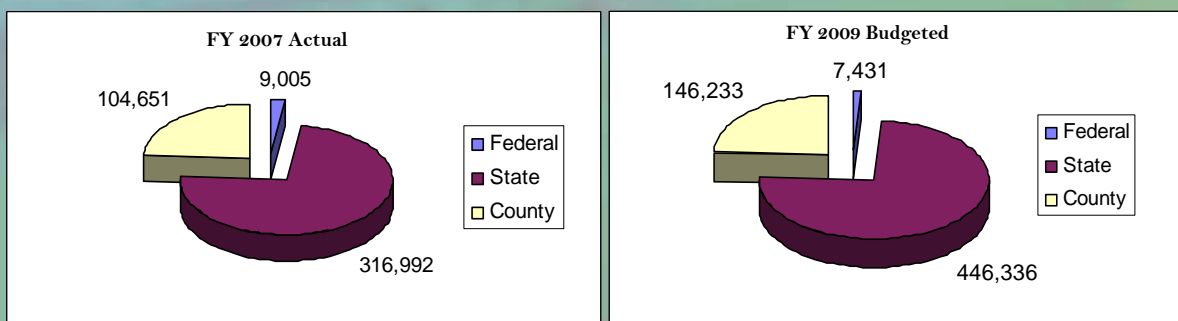 FY 2007 Actual
9,005
104,651
316,992
Federal
State
County
FY 2009 Budgeted
7,431
146,233
446,336
Federal
State
County